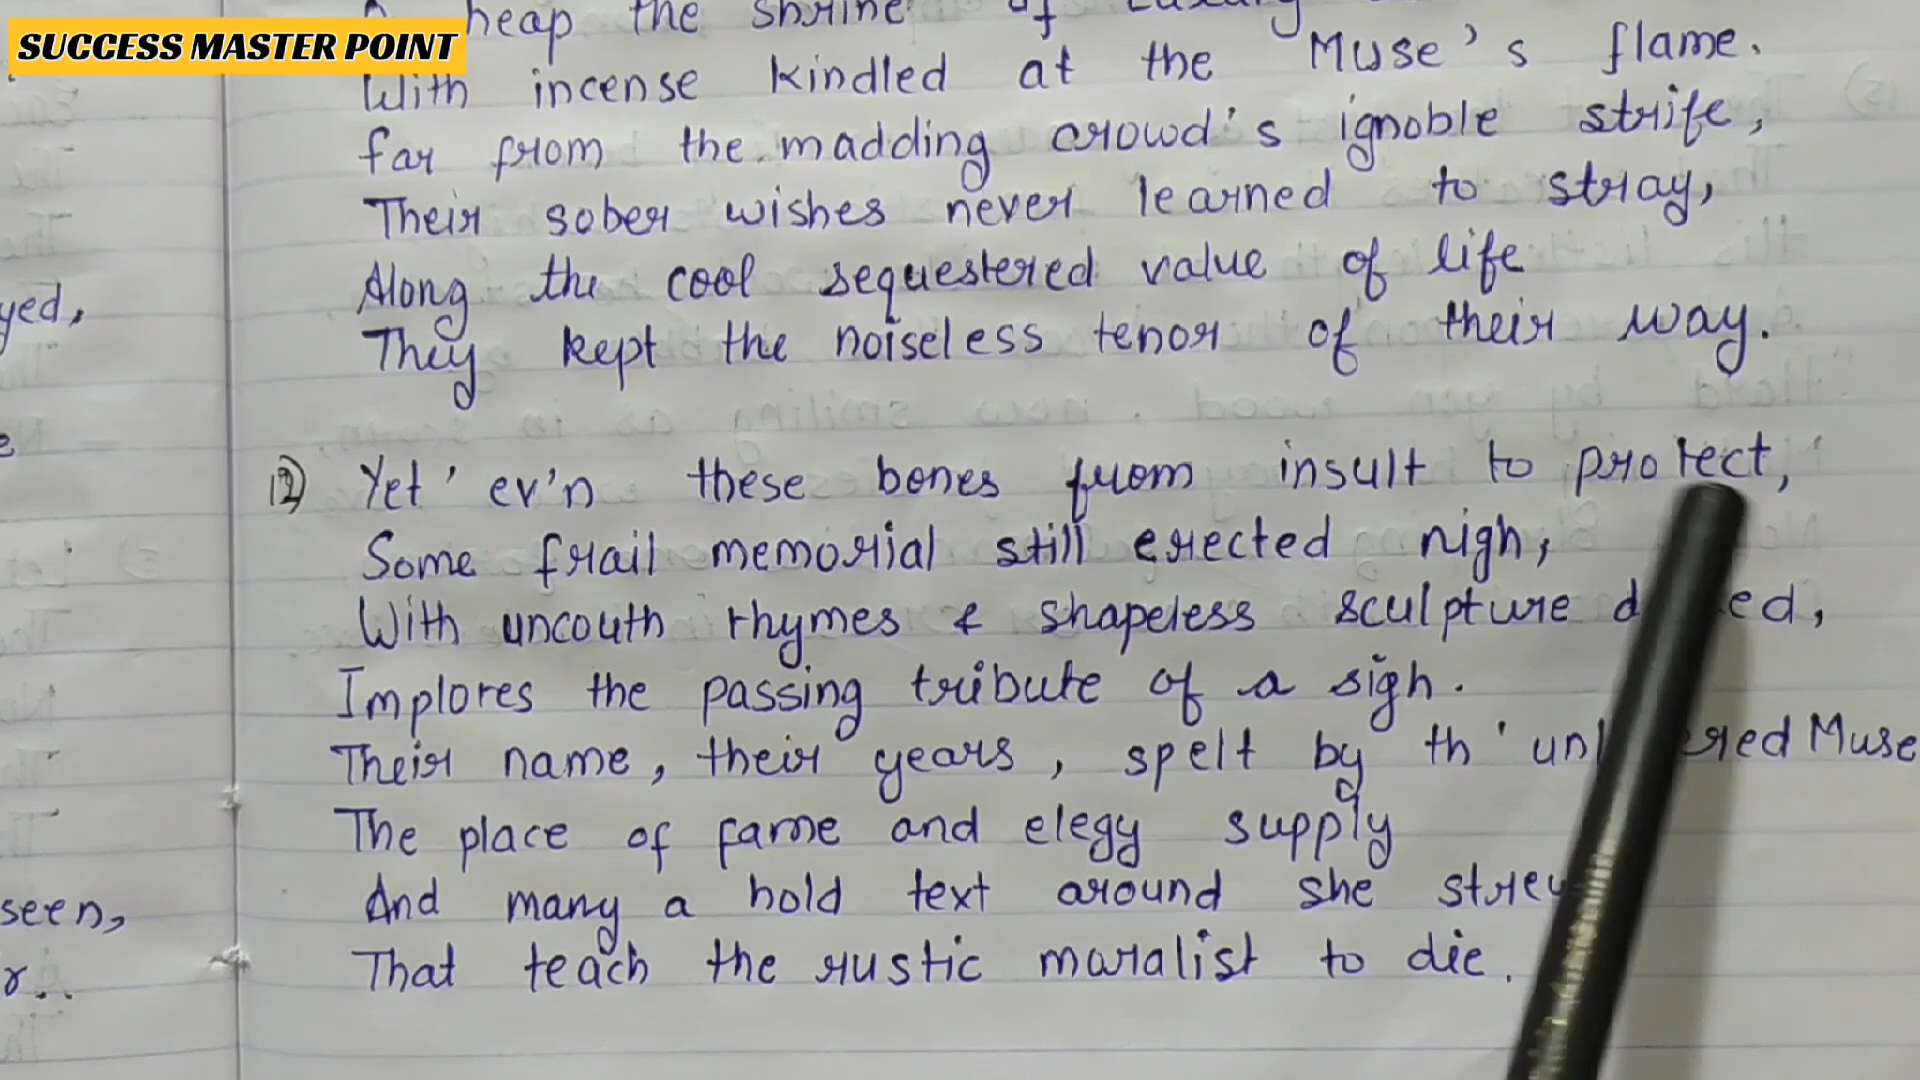 SUCCESS MASTER POINT
heap the shrine of
With incense kindled at the Muse's flame.
far from the madding crowd's ignoble strife,
Their sober wishes never learned to stray,
Along the cool sequestered value of life
They kept the noiseless tenor of their way.
yed,
12) Yet' ev'n these bones from insult to protect,
Some frail memorial still erected nigh,
With uncouth rhymes & shapeless sculpture
Implores the passing tribute of a sigh.
Their name, their years, spelt by th' Muse
The place of fame and elegy supply
And many a hold text around she
seen,
That teach the rustic maralist to die.
r..